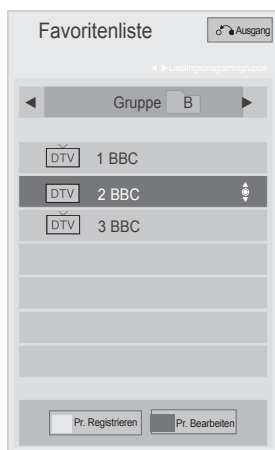 Favoritenliste
Ausgang
◄ ► Lieblingsprogrammgruppe
◄ Gruppe B ►
DTV 1 BBC
DTV 2 BBC
DTV 3 BBC
Pr. Registrieren
Pr. Bearbeiten